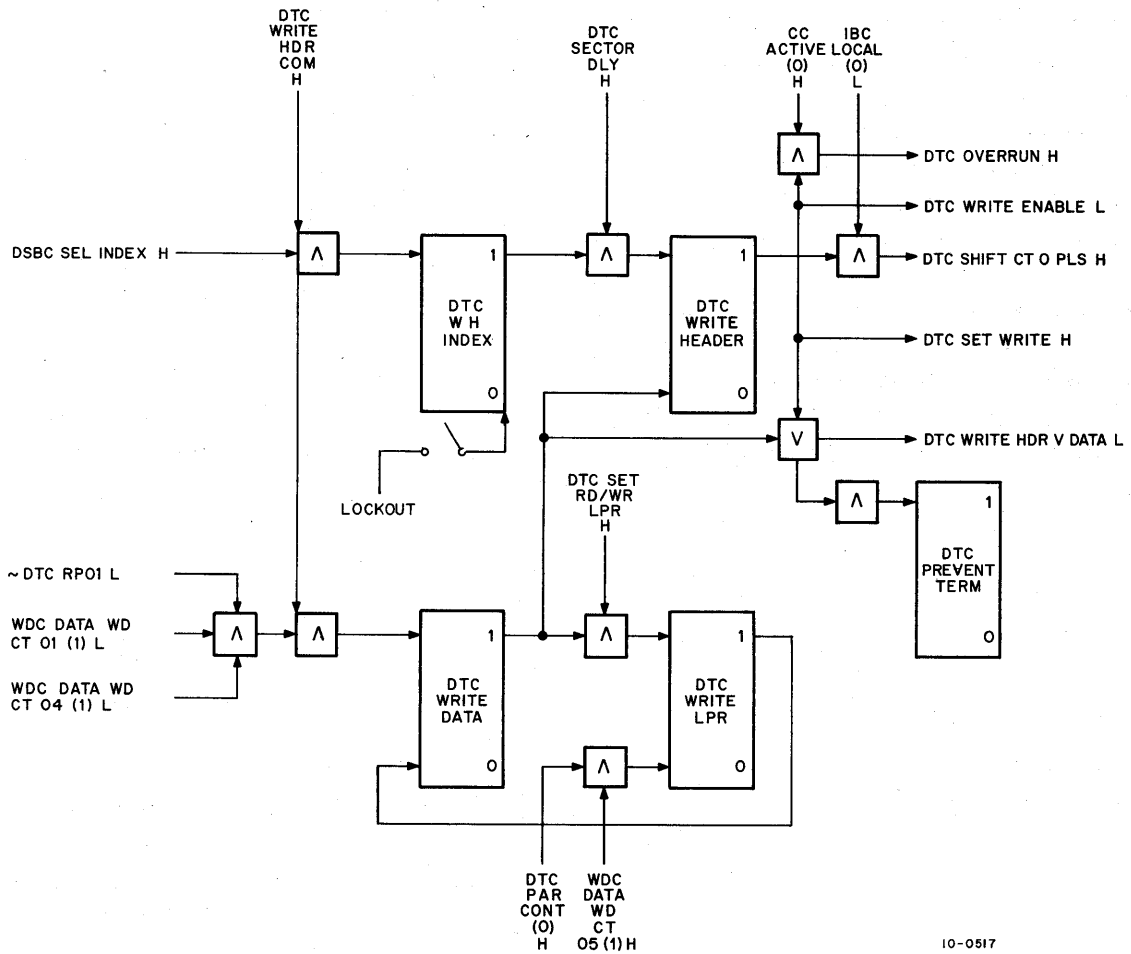 DTC
WRITE
HDR
COM
H
DTC
SECTOR
DLY
H
CC
ACTIVE
(0)
H
IBC
LOCAL
(0)
L
Λ
DTC OVERRUN H
DTC WRITE ENABLE L
DSBC SEL INDEX H
Λ
1
DTC
W H
INDEX
0
Λ
1
DTC
WRITE
HEADER
0
Λ
DTC SHIFT CT 0 PLS H
DTC SET WRITE H
V
DTC WRITE HDR V DATA L
LOCKOUT
DTC SET
RD/WR
LPR
H
Λ
1
DTC
PREVENT
TERM
0
~DTC RP01 L
WDC DATA WD
CT 01 (1) L
WDC DATA WD
CT 04 (1) L
Λ
Λ
1
DTC
WRITE
DATA
0
Λ
1
DTC
WRITE
LPR
0
Λ
DTC
PAR
CONT
(0)
H
WDC
DATA
WD
CT
05 (1) H
10-0517